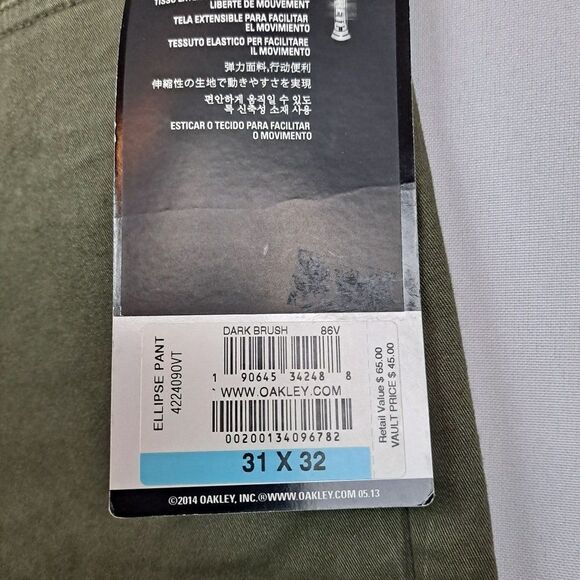 LIBERTE DE MOUVEMENT
TELA EXTENSIBLE PARA FACILITAR
EL MOVIMIENTO
TESSUTO ELASTICO PER FACILITARE
IL MOVIMENTO
弹力面料,行动便利
伸縮性の生地で動きやすさを実現
편안하게 움직일 수 있도
록 신축성 소재 사용
ESTICAR O TECIDO PARA FACILITAR
O MOVIMENTO
DARK BRUSH 86V
1 90645 34248 8
WWW.OAKLEY.COM
00200134096782
ELLIPSE PANT
4224090VT
Retail Value $ 65.00
VAULT PRICE $ 45.00
31 X 32
©2014 OAKLEY, INC.®WWW.OAKLEY.COM 05.13